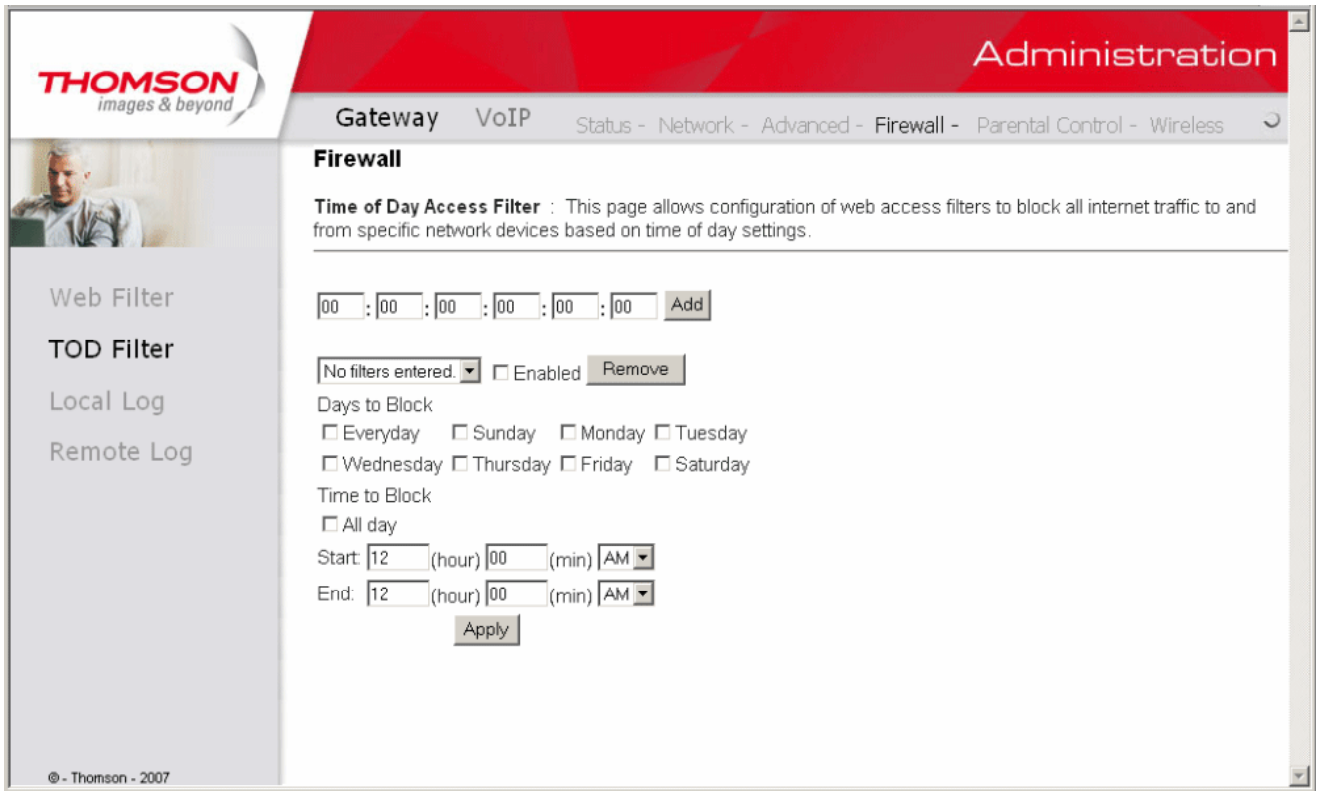 THOMSON
images & beyond
Administration
Gateway VoIP Status - Network - Advanced - Firewall - Parental Control - Wireless
Web Filter
TOD Filter
Local Log
Remote Log
© - Thomson - 2007
Firewall
Time of Day Access Filter : This page allows configuration of web access filters to block all internet traffic to and
from specific network devices based on time of day settings.
00 : 00 : 00 : 00 : 00 : 00 Add
No filters entered. Enabled Remove
Days to Block
Everyday Sunday Monday Tuesday
Wednesday Thursday Friday Saturday
Time to Block
All day
Start: 12 (hour) 00 (min) AM
End: 12 (hour) 00 (min) AM
Apply